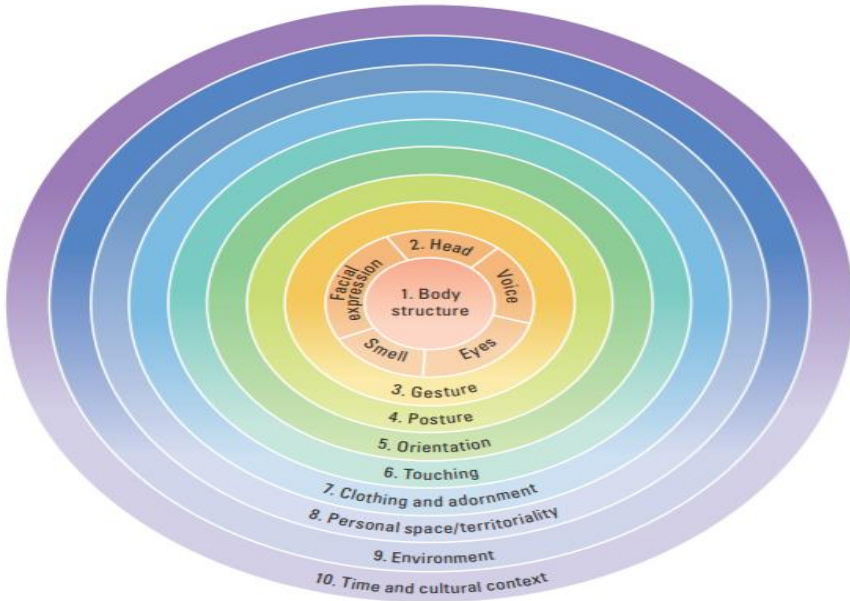 2. Head
Facial
expression
Voice
1. Body
structure
Smell
Eyes
3. Gesture
4. Posture
5. Orientation
6. Touching
7. Clothing and adornment
8. Personal space/territoriality
9. Environment
10. Time and cultural context